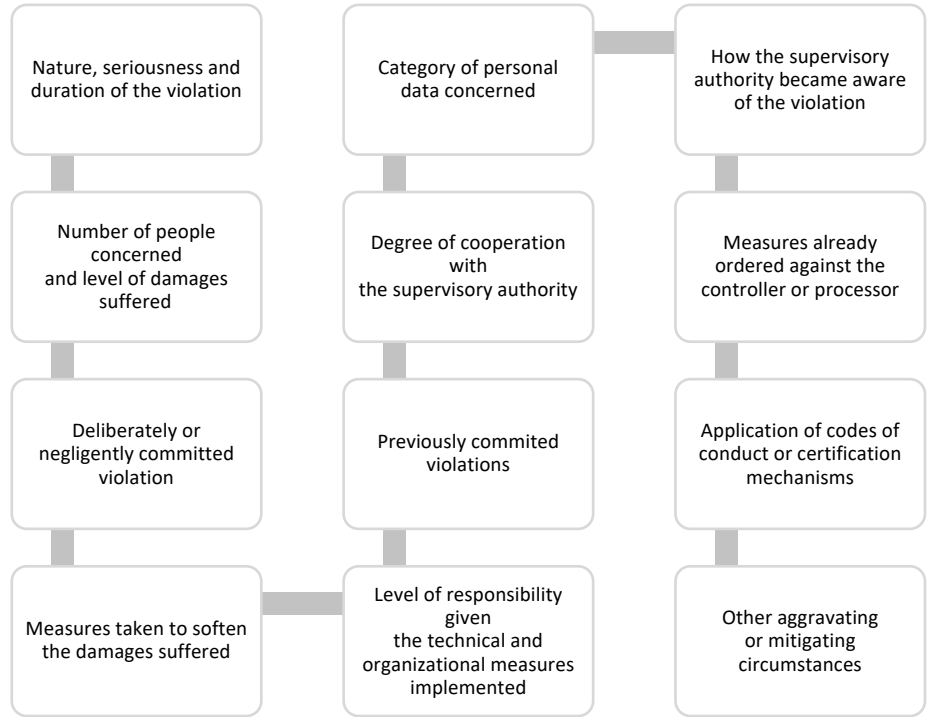 Nature, seriousness and
duration of the violation
Number of people
concerned
and level of damages
suffered
Deliberately or
negligently committed
violation
Measures taken to soften
the damages suffered
Level of responsibility
given
the technical and
organizational measures
implemented
Previously commited
violations
Degree of cooperation
with
the supervisory authority
Category of personal
data concerned
How the supervisory
authority became aware
of the violation
Measures already
ordered against the
controller or processor
Application of codes of
conduct or certification
mechanisms
Other aggravating
or mitigating
circumstances